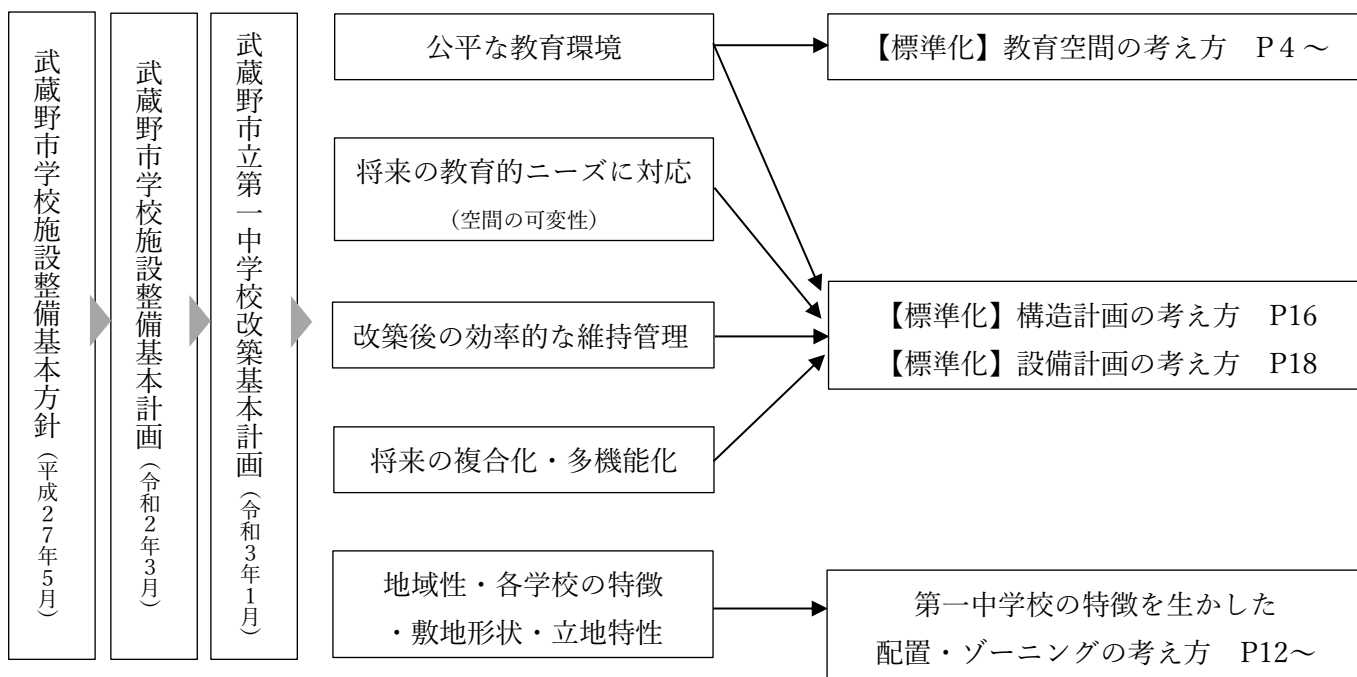 武蔵野市学校施設整備基本方針（平成２７年５月）
武蔵野市学校施設整備基本計画（令和２年３月）
武蔵野市立第一中学校改築基本計画（令和３年１月）
公平な教育環境
将来の教育的ニーズに対応
（空間の可変性）
改築後の効率的な維持管理
将来の複合化・多機能化
地域性・各学校の特徴
・敷地形状・立地特性
【標準化】教育空間の考え方　P４～
【標準化】構造計画の考え方　P16
【標準化】設備計画の考え方　P18
第一中学校の特徴を生かした
配置・ゾーニングの考え方　P12～